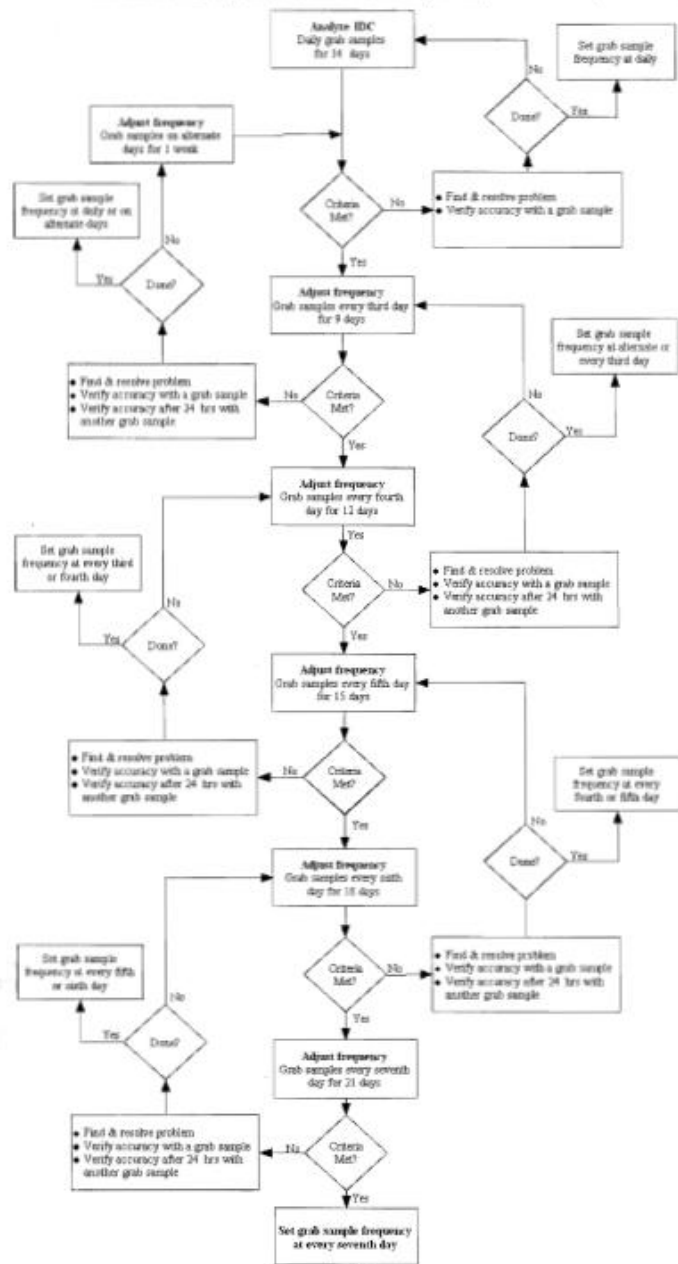 Analyze IDC
Daily grab samples
for 14 days
Set grab sample
frequency at daily
No
Yes
Done?
Adjust frequency
Grab samples on alternate
days for 1 week
♦ Find & resolve problem
♦ Verify accuracy with a grab sample
Criteria
Met?
No
Yes
Set grab sample
frequency at daily or on
alternate days
No
Yes
Done?
Adjust frequency
Grab samples every third day
for 9 days
Set grab sample
frequency at alternate or
every third day
No
Yes
Done?
♦ Find & resolve problem
♦ Verify accuracy with a grab sample
♦ Verify accuracy after 24 hrs with
another grab sample
No
Criteria
Met?
Yes
Adjust frequency
Grab samples every fourth
day for 12 days
Yes
Set grab sample
frequency at every third
or fourth day
No
Yes
Done?
Criteria
Met?
No
♦ Find & resolve problem
♦ Verify accuracy with a grab sample
♦ Verify accuracy after 24 hrs with
another grab sample
Yes
Adjust frequency
Grab samples every fifth day
for 15 days
♦ Find & resolve problem
♦ Verify accuracy with a grab sample
♦ Verify accuracy after 24 hrs with
another grab sample
No
Criteria
Met?
Yes
Set grab sample
frequency at every
fourth or fifth day
No
Yes
Done?
Adjust frequency
Grab samples every sixth
day for 18 days
Set grab sample
frequency at every fifth
or sixth day
No
Yes
Done?
Criteria
Met?
No
♦ Find & resolve problem
♦ Verify accuracy with a grab sample
♦ Verify accuracy after 24 hrs with
another grab sample
Yes
Adjust frequency
Grab samples every seventh
day for 21 days
♦ Find & resolve problem
♦ Verify accuracy with a grab sample
♦ Verify accuracy after 24 hrs with
another grab sample
No
Criteria
Met?
Yes
Set grab sample frequency
at every seventh day